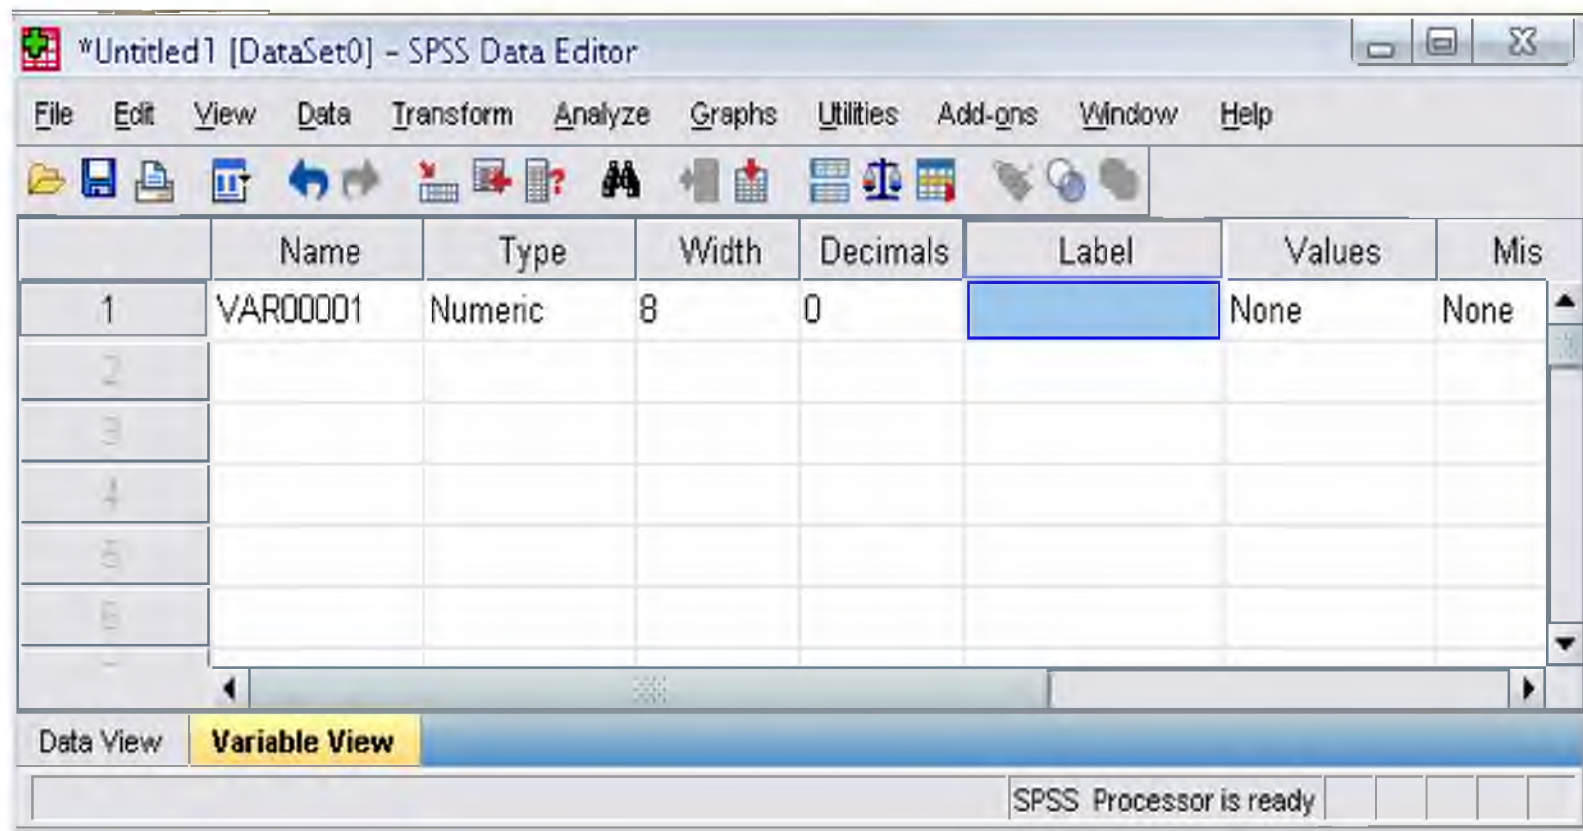 *Untitled1 [DataSet0] - SPSS Data Editor
File Edit View Data Transform Analyze Graphs Utilities Add-ons Window Help
Name Type Width Decimals Label Values Mis
1 VAR00001 Numeric 8 0 None None
2
3
4
5
6
Data View Variable View
SPSS Processor is ready